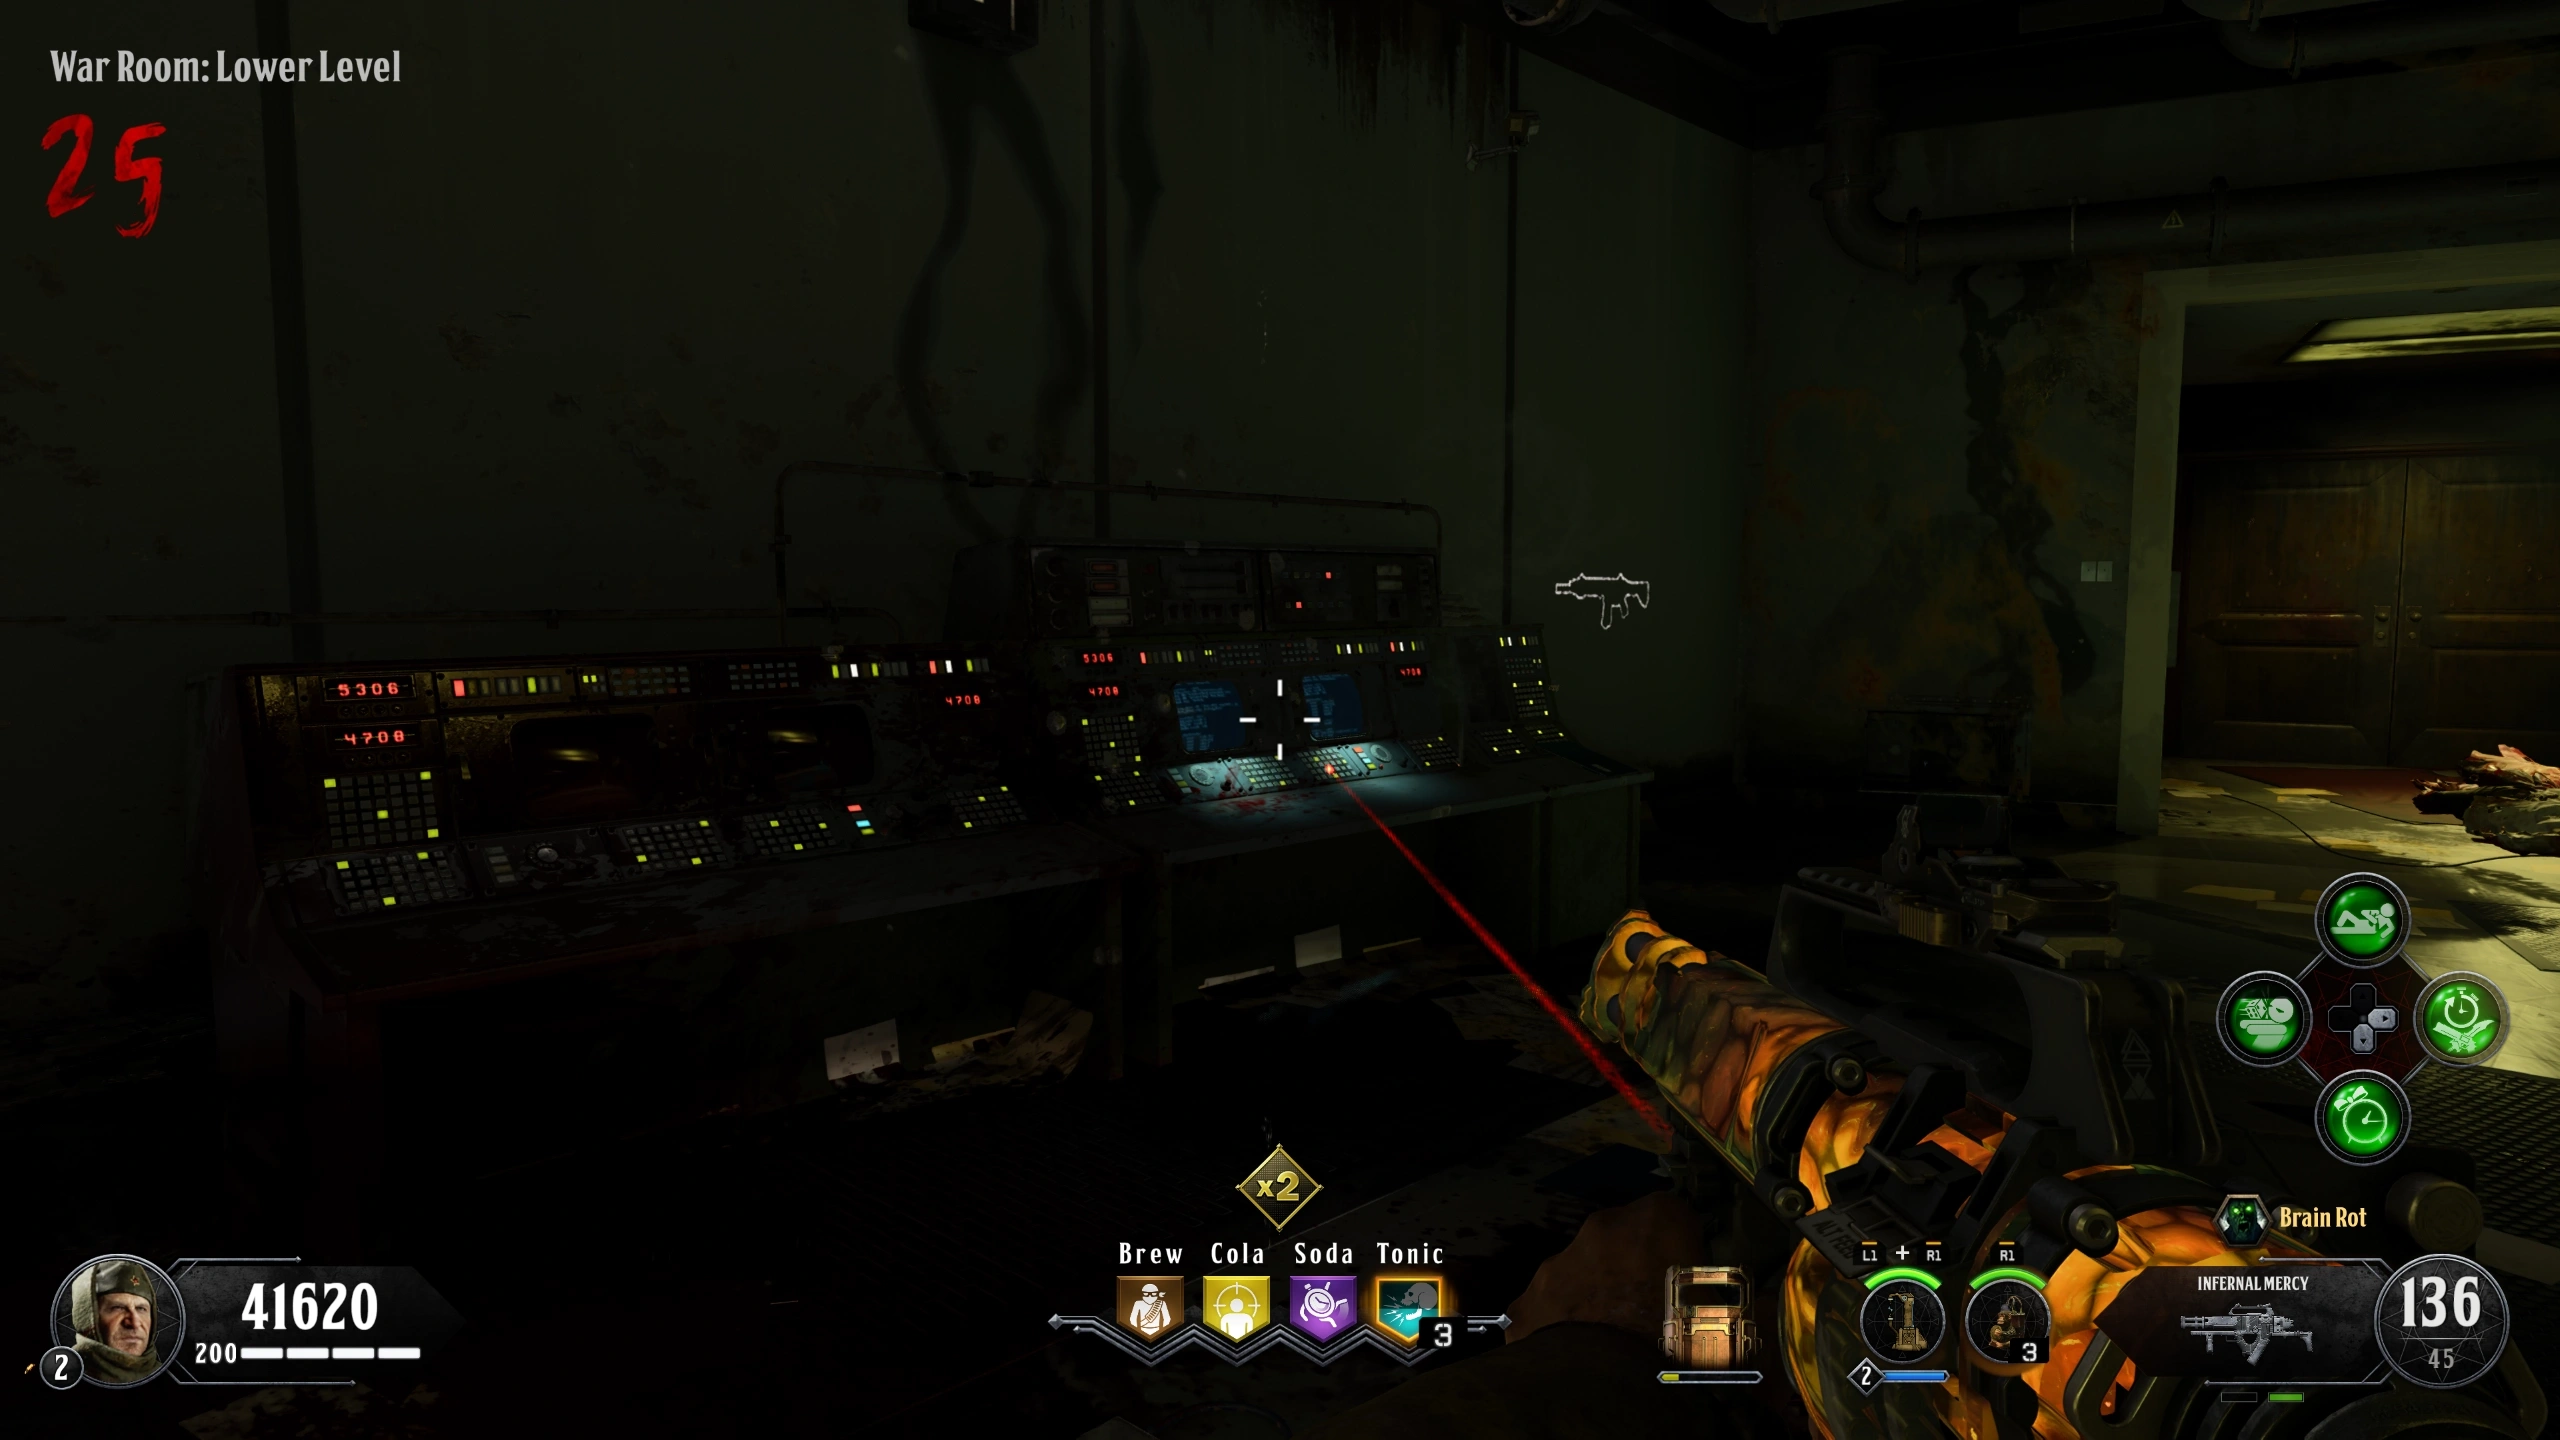 War Room: Lower Level
25
5306
4708
4708
5306
4708
4708
x2
Brew Cola Soda Tonic
3
41620
200
2
L1 + R1
R1
2
3
Brain Rot
INFERNAL MERCY
136
45